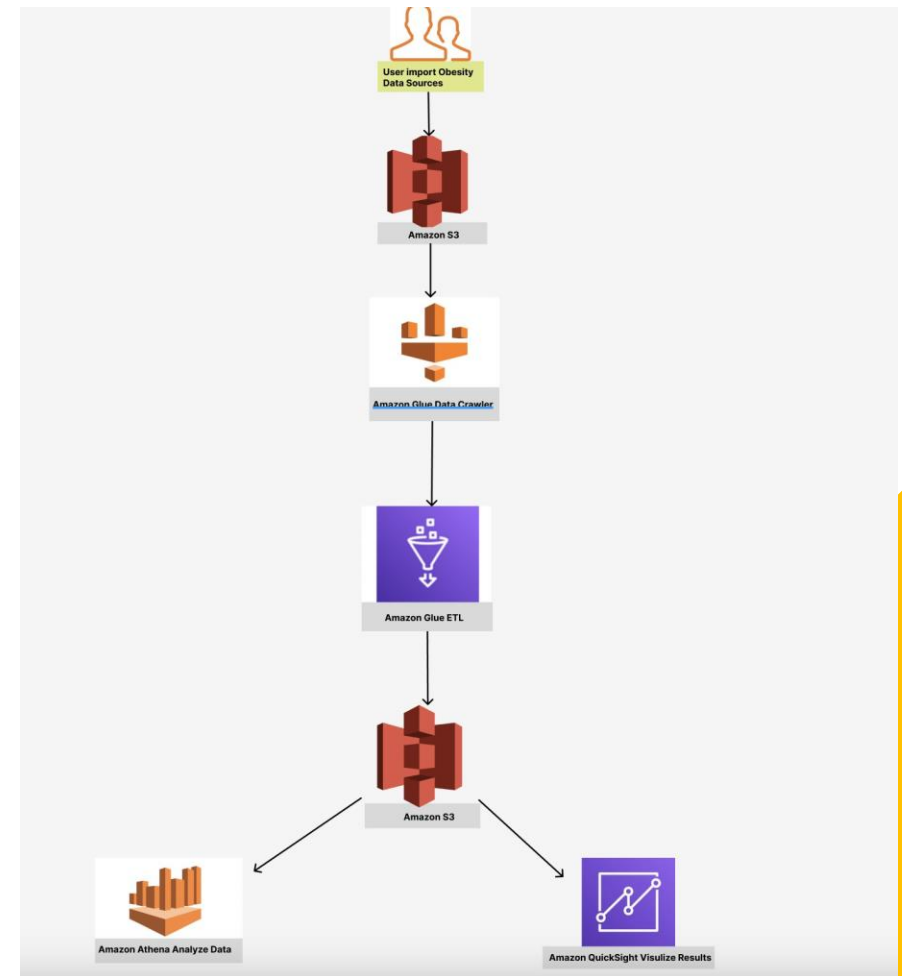 User import Obesity
Data Sources
Amazon S3
Amazon Glue Data Crawler
Amazon Glue ETL
Amazon S3
Amazon Athena Analyze Data
Amazon QuickSight Visulize Results